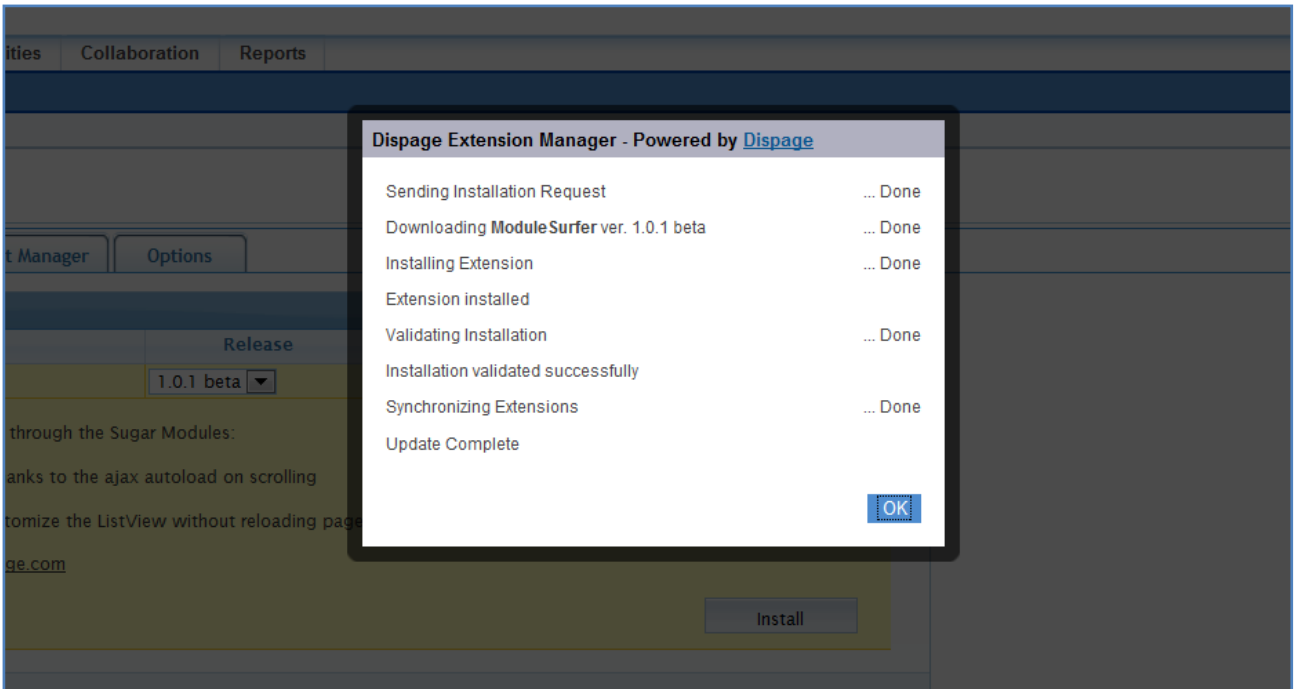 ities Collaboration Reports
Dispage Extension Manager - Powered by Dispage
Sending Installation Request ... Done
Downloading ModuleSurfer ver. 1.0.1 beta ... Done
t Manager Options
Installing Extension ... Done
Extension installed
Release
Validating Installation ... Done
1.0.1 beta
Installation validated successfully
Synchronizing Extensions ... Done
through the Sugar Modules:
Update Complete
anks to the ajax autoload on scrolling
OK
tomize the ListView without reloading page
ge.com
Install